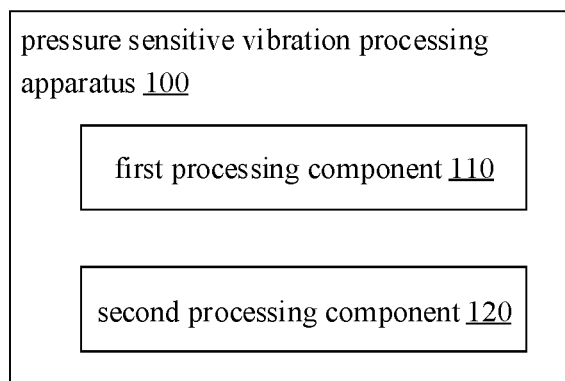 pressure sensitive vibration processing
apparatus 100
first processing component 110
second processing component 120